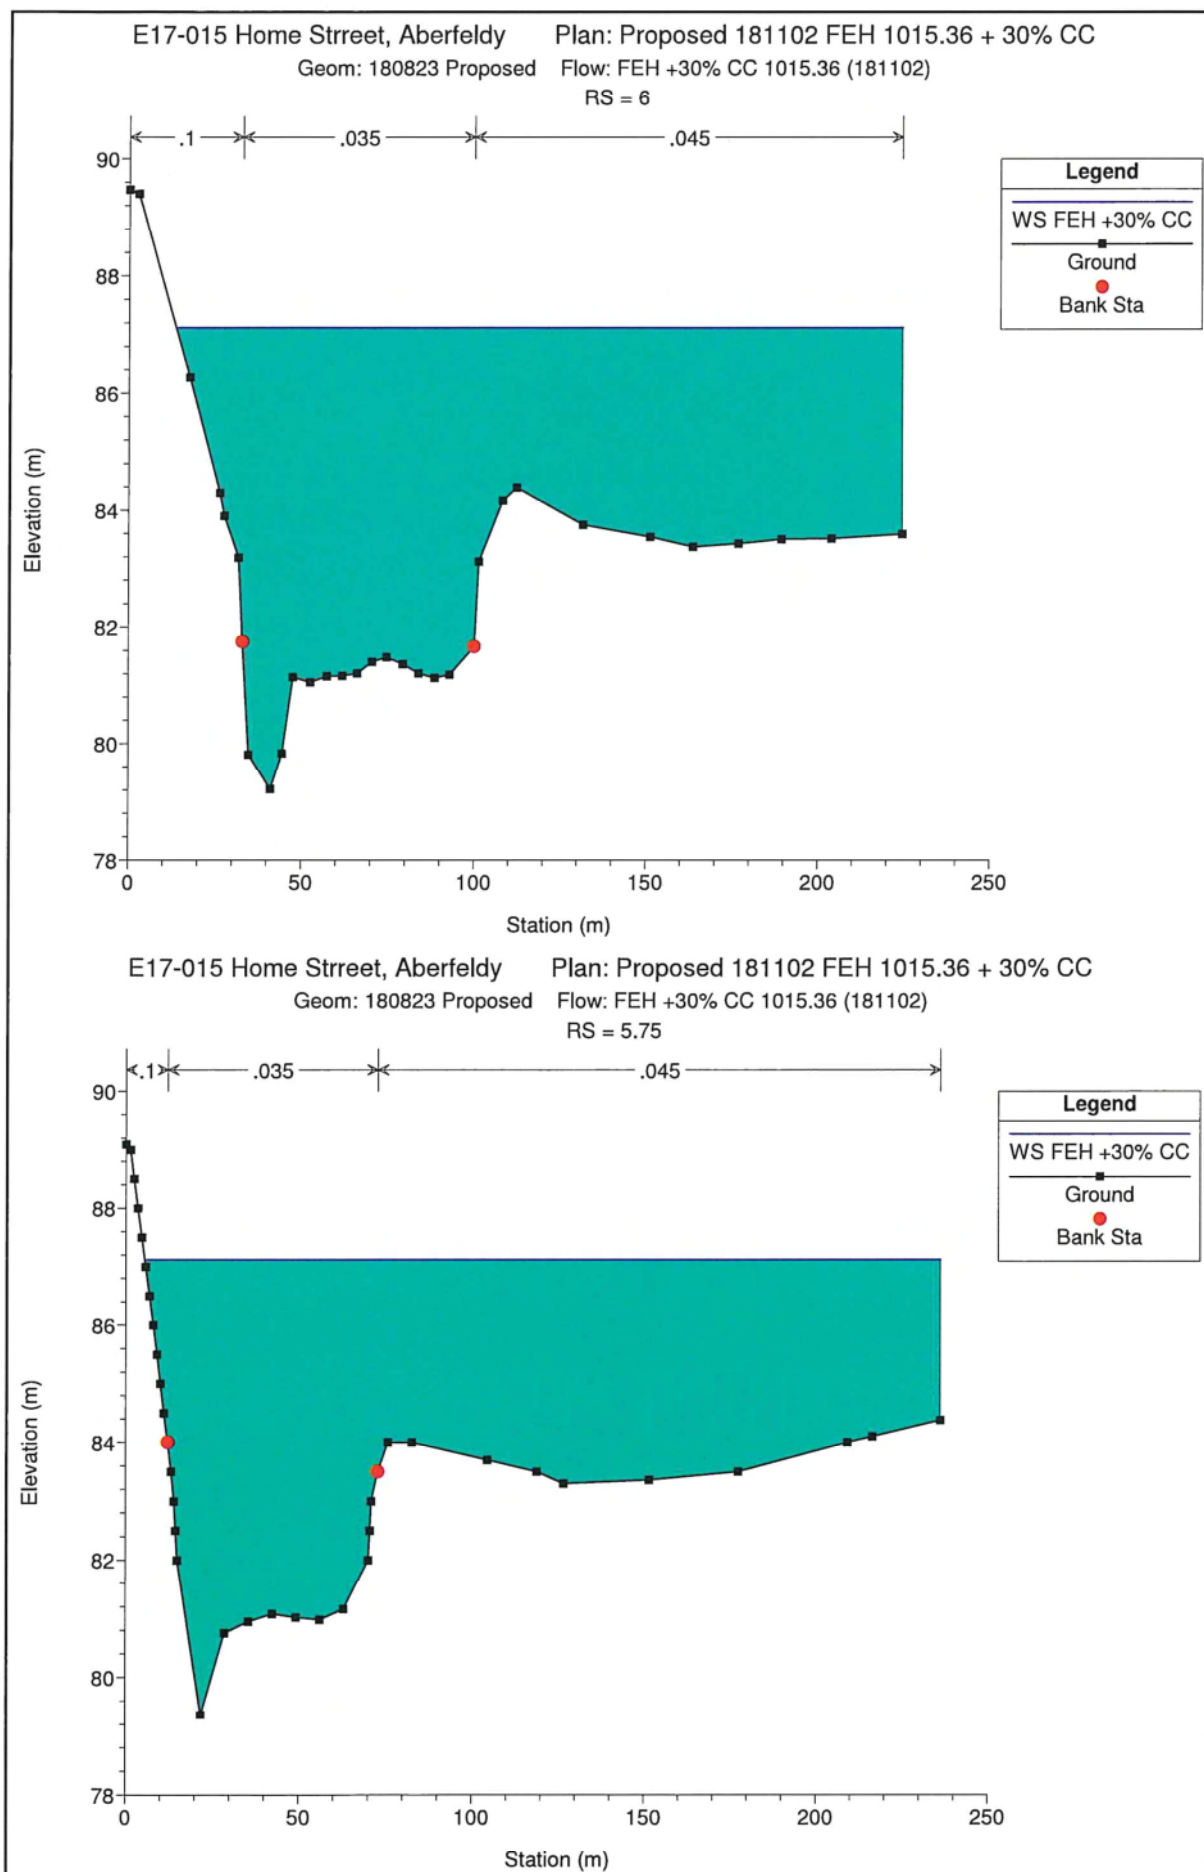 E17-015 Home Strreet, Aberfeldy Plan: Proposed 181102 FEH 1015.36 + 30% CC
Geom: 180823 Proposed Flow: FEH +30% CC 1015.36 (181102)
RS = 6
.1 .035 .045
90
88
86
84
82
80
78
Elevation (m)
0 50 100 150 200 250
Station (m)
Legend
WS FEH +30% CC
Ground
Bank Sta
E17-015 Home Strreet, Aberfeldy Plan: Proposed 181102 FEH 1015.36 + 30% CC
Geom: 180823 Proposed Flow: FEH +30% CC 1015.36 (181102)
RS = 5.75
.1 .035 .045
90
88
86
84
82
80
78
Elevation (m)
0 50 100 150 200 250
Station (m)
Legend
WS FEH +30% CC
Ground
Bank Sta